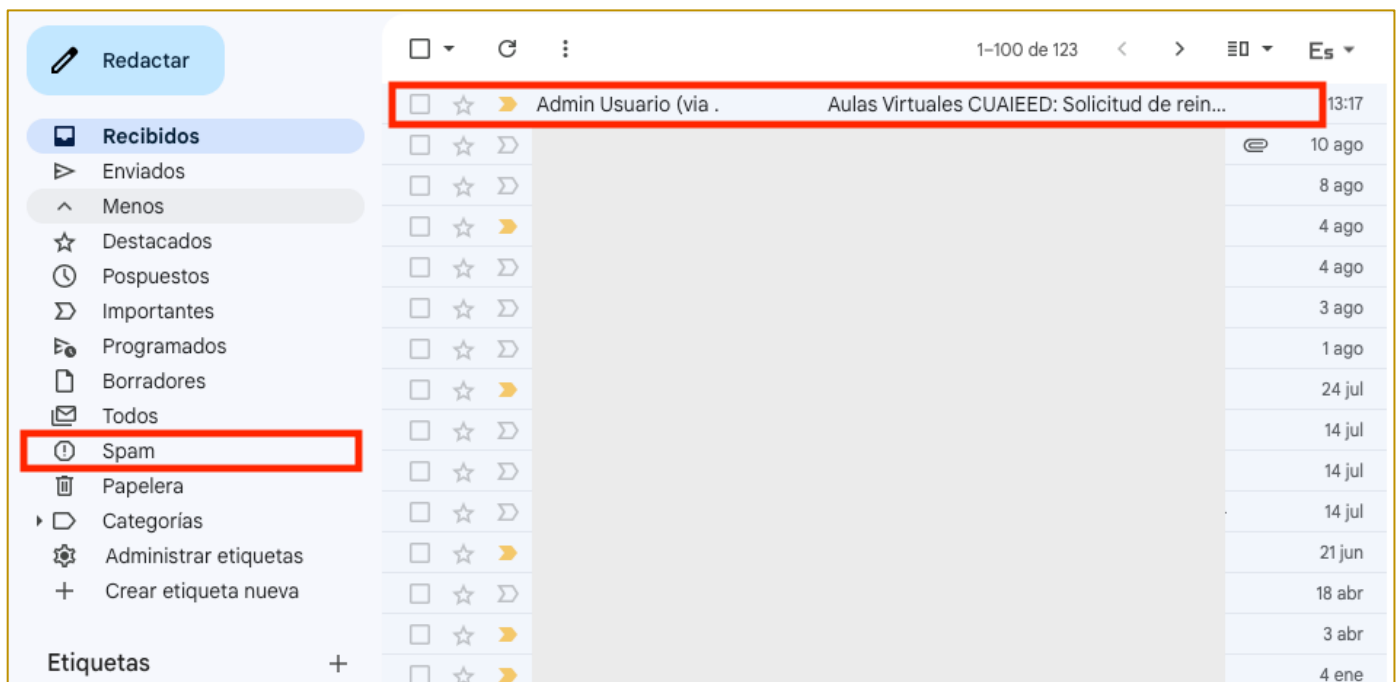 Redactar
1–100 de 123
Es
Admin Usuario (via . Aulas Virtuales CUAIEED: Solicitud de rein... 13:17
Recibidos
10 ago
Enviados
8 ago
Menos
4 ago
Destacados
4 ago
Pospuestos
3 ago
Importantes
1 ago
Programados
24 jul
Borradores
14 jul
Todos
14 jul
Spam
14 jul
Papelera
21 jun
Categorías
18 abr
Administrar etiquetas
3 abr
Crear etiqueta nueva
4 ene
Etiquetas